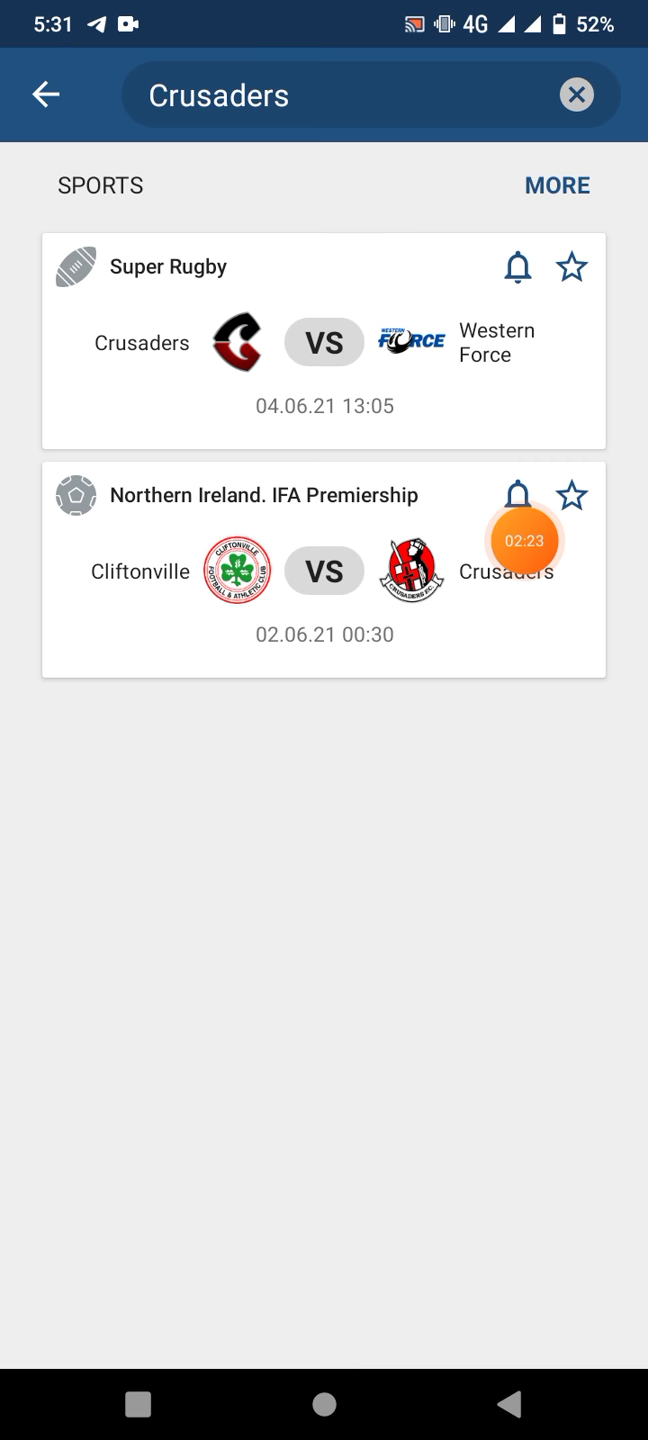 5:31 4G 52%
Crusaders
SPORTS MORE
Super Rugby
Crusaders VS Western Force
04.06.21 13:05
Northern Ireland. IFA Premiership
02:23
Cliftonville VS Crusaders
CLIFTONVILLE
FOOTBALL & ATHLETIC CLUB
CRUSADERS F.C.
WESTERN
FORCE
02.06.21 00:30